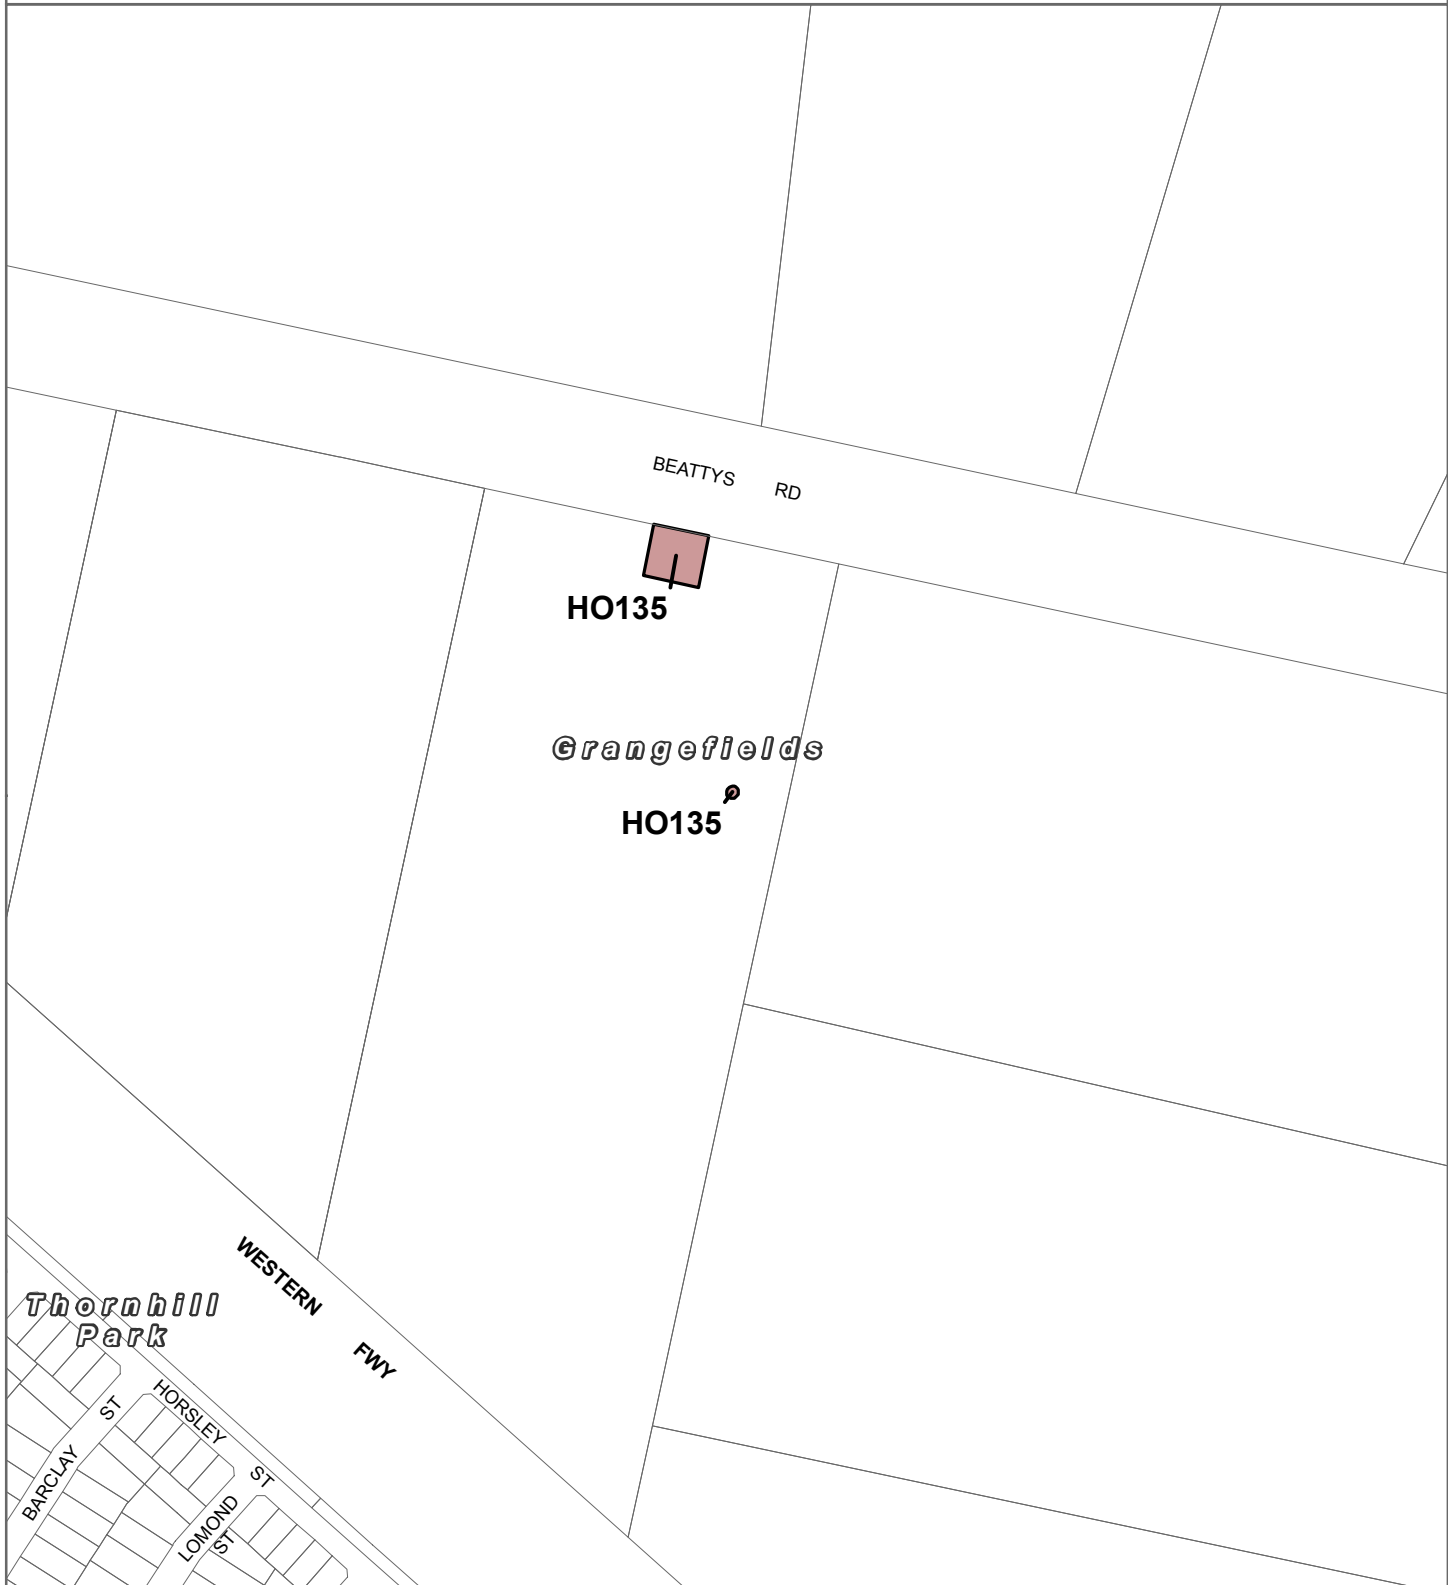 BEATTYS RD
HO135
Grangefields
HO135
WESTERN FWY
Thornhill
Park
HORSLEY ST
BARCLAY ST
LOMOND
ST